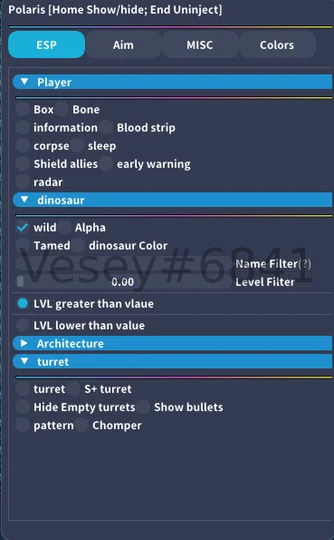 Polaris [Home Show/hide; End Uninject]
ESP Aim MISC Colors
Player
Box Bone
information Blood strip
corpse sleep
Shield allies early warning
radar
dinosaur
wild Alpha
Tamed dinosaur Color
Vesey#6841
Name Filter(?)
0.00 Level Filter
LVL greater than vlaue
LVL lower than value
Architecture
turret
turret S+ turret
Hide Empty turrets Show bullets
pattern Chomper